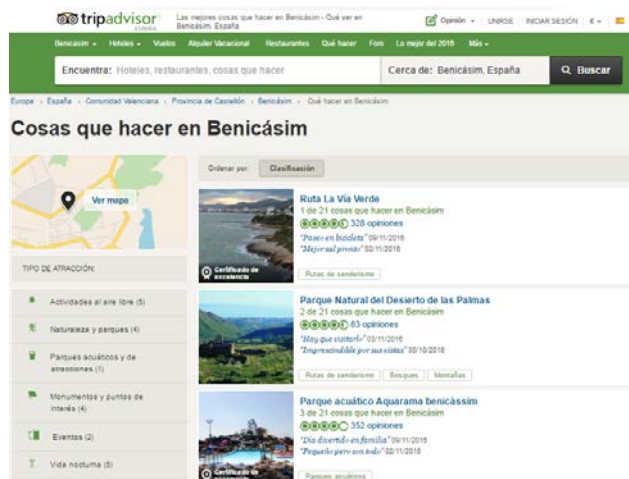 tripadvisor
ESPAÑA
Las mejores cosas que hacer en Benicásim - Qué ver en
Benicásim, España
Opinión
UNIRSE
INICIAR SESIÓN
€
Benicásim
Hoteles
Vuelos
Alquiler Vacacional
Restaurantes
Qué hacer
Foro
Lo mejor del 2016
Más
Encuentra: Hoteles, restaurantes, cosas que hacer
Cerca de: Benicàsim, España
Buscar
Europa › España › Comunidad Valenciana › Provincia de Castellón › Benicásim › Qué hacer en Benicásim
Cosas que hacer en Benicásim
Ver mapa
TIPO DE ATRACCIÓN:
Actividades al aire libre (5)
Naturaleza y parques (4)
Parques acuáticos y de
atracciones (1)
Monumentos y puntos de
interés (4)
Eventos (2)
Vida nocturna (5)
Ordenar por:
Clasificación
Certificado de
excelencia
Ruta La Vía Verde
1 de 21 cosas que hacer en Benicàsim
328 opiniones
"Paseo en bicicleta" 09/11/2016
"Mejor sal pronto" 02/11/2016
Rutas de senderismo
Parque Natural del Desierto de las Palmas
2 de 21 cosas que hacer en Benicàsim
83 opiniones
"Hay que visitarlo" 03/11/2016
"Imprescindible por sus vistas" 30/10/2016
Rutas de senderismo
Bosques
Montañas
Certificado de
Parque acuático Aquarama benicàssim
3 de 21 cosas que hacer en Benicàsim
352 opiniones
"Día divertido en familia" 09/11/2016
"Pequeño pero con todo" 02/11/2016
Parques acuáticos